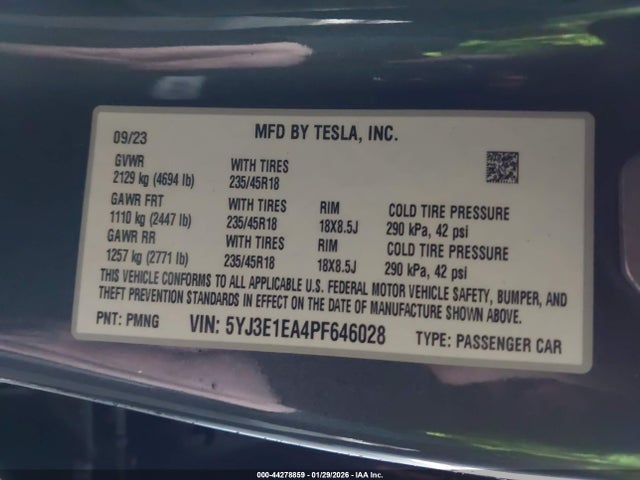 MFD BY TESLA, INC.
09/23
GVWR WITH TIRES
2129 kg (4694 lb) 235/45R18
GAWR FRT WITH TIRES RIM COLD TIRE PRESSURE
1110 kg (2447 lb) 235/45R18 18X8.5J 290 kPa, 42 psi
GAWR RR WITH TIRES RIM COLD TIRE PRESSURE
1257 kg (2771 lb) 235/45R18 18X8.5J 290 kPa, 42 psi
THIS VEHICLE CONFORMS TO ALL APPLICABLE U.S. FEDERAL MOTOR VEHICLE SAFETY, BUMPER, AND
THEFT PREVENTION STANDARDS IN EFFECT ON THE DATE OF MANUFACTURE SHOWN ABOVE.
PNT: PMNG VIN: 5YJ3E1EA4PF646028 TYPE: PASSENGER CAR
000-44278859 - 01/29/2026 - IAA Inc.